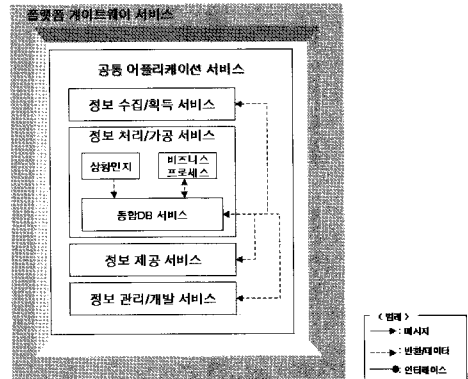 플랫폼 게이트웨이 서비스
공통 어플리케이션 서비스
정보 수집/획득 서비스
정보 처리/가공 서비스
상황인지
비즈니스
프로세스
통합DB 서비스
정보 제공 서비스
정보 관리/개발 서비스
< 범례 >
: 메시지
: 반환/데이타
: 인터페이스